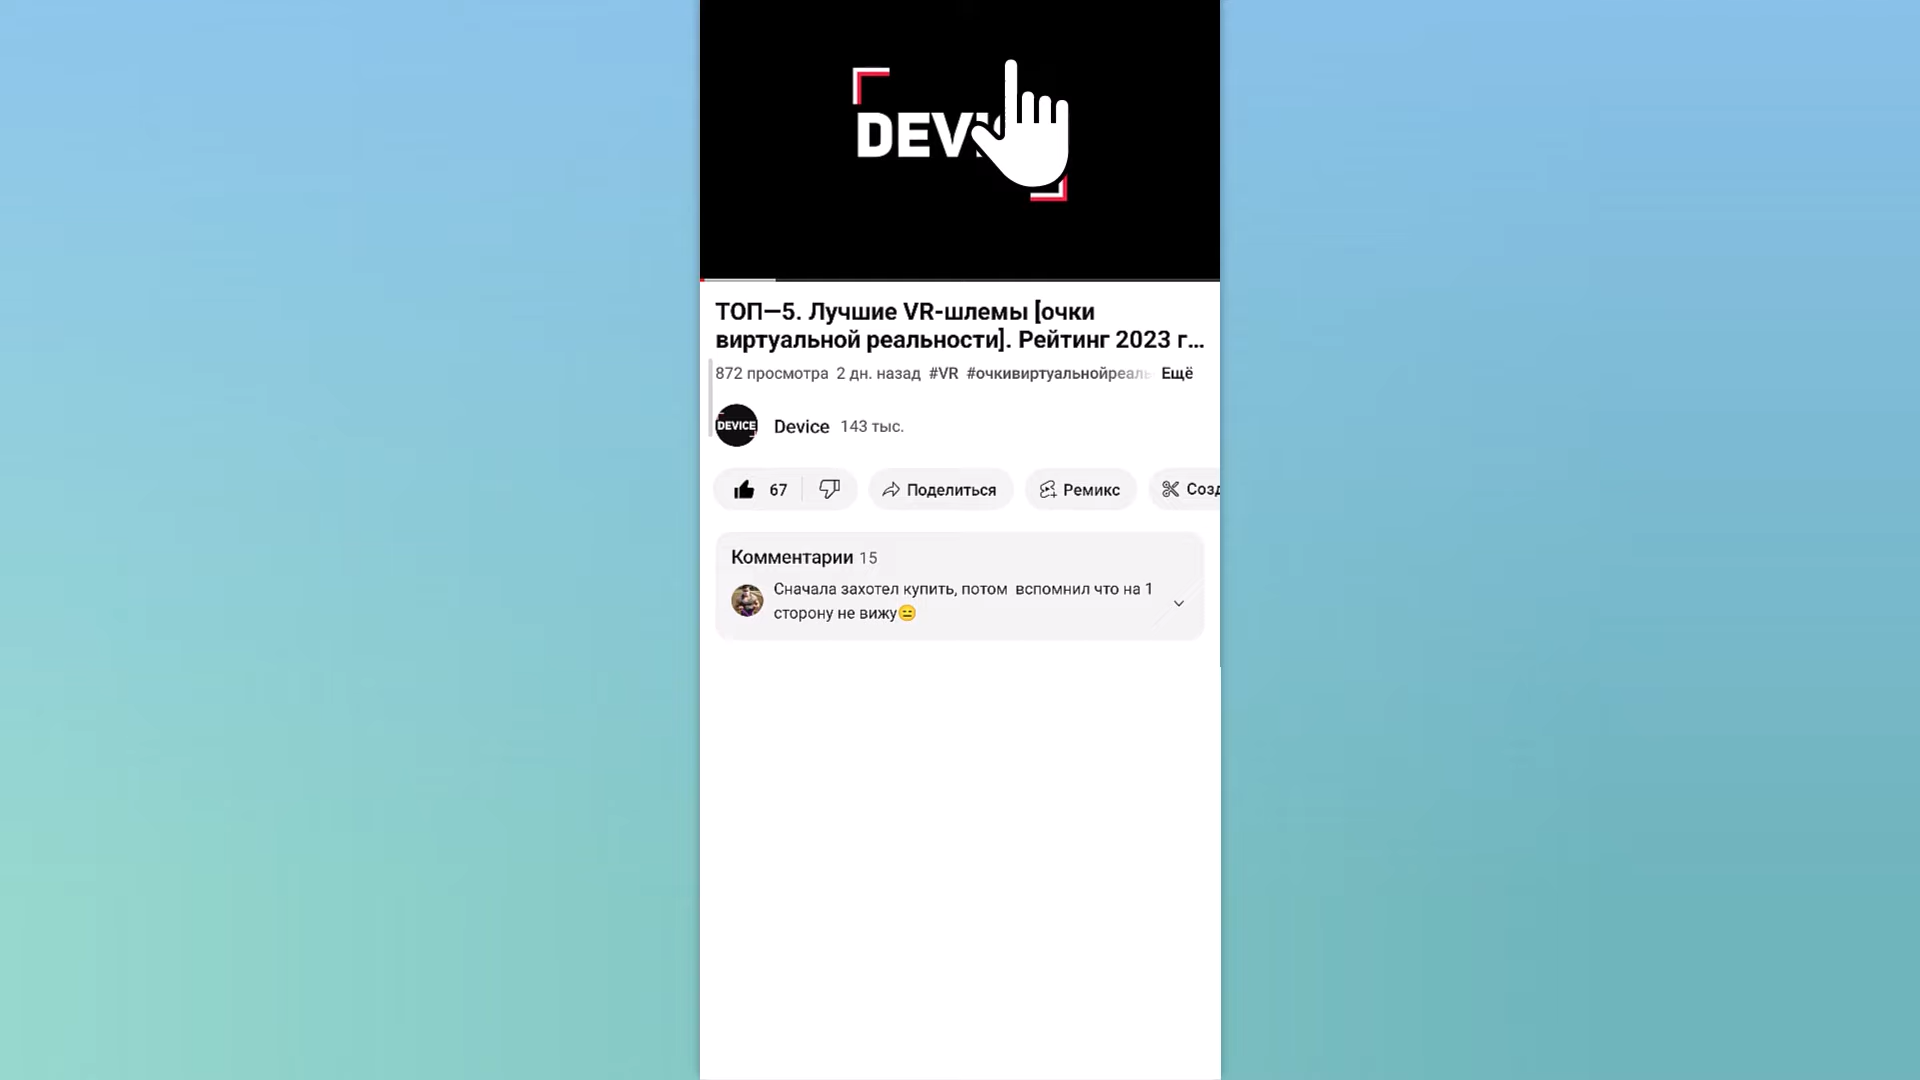 DEV
ТОП—5. Лучшие VR-шлемы [очки
виртуальной реальности]. Рейтинг 2023 г...
872 просмотра 2 дн. назад #VR #очкивиртуальнойреаль Ещё
DEVICE
Device 143 тыс.
67 Поделиться Ремикс Созд
Комментарии 15
Сначала захотел купить, потом вспомнил что на 1
сторону не вижу😑